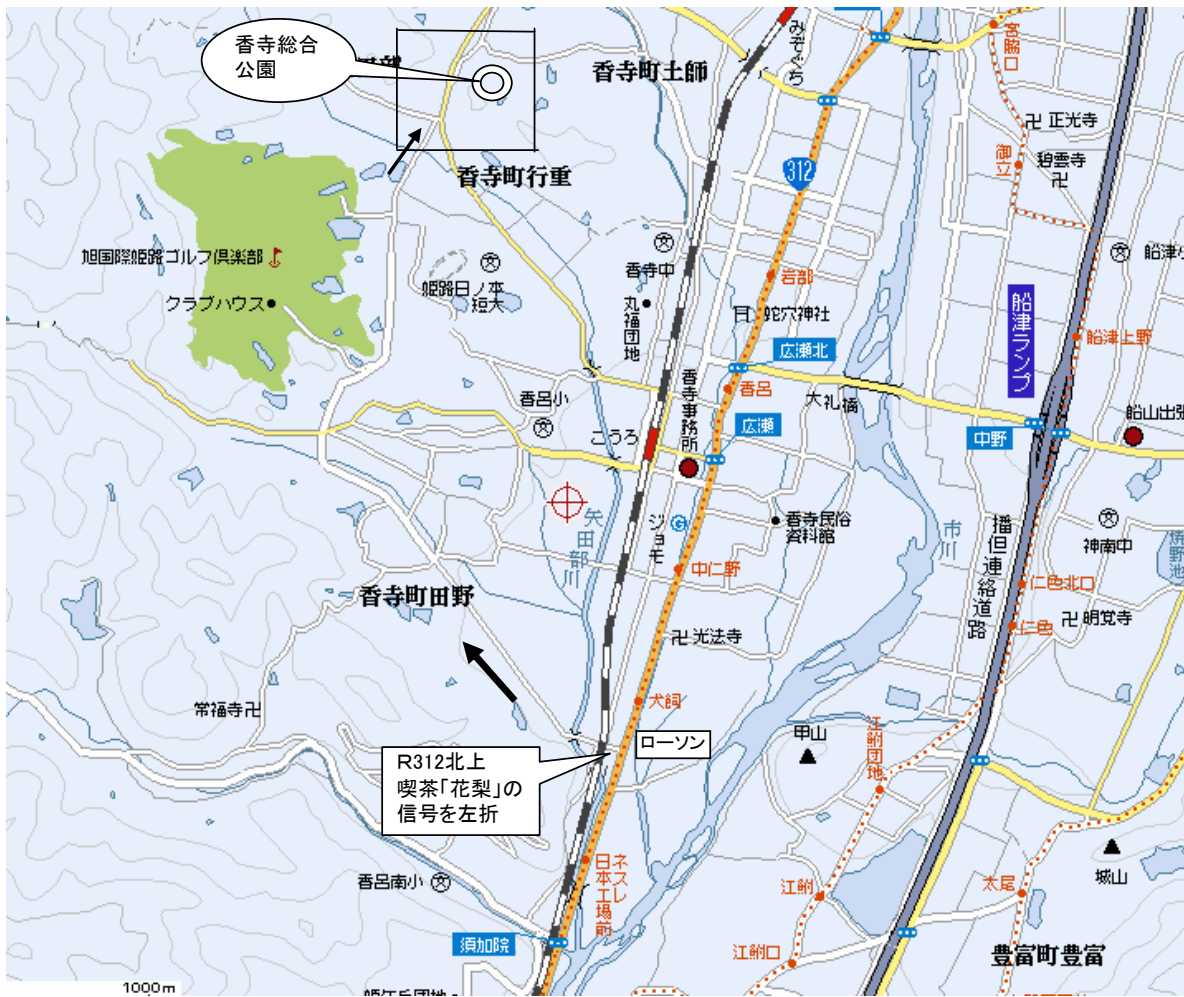 香寺総合
公園
香寺町土師
みぞぐち
宮脇口
卍 正光寺
碧雲寺
卍
御立
312
香寺町行重
旭国際姫路ゴルフ倶楽部
クラブハウス
姫路日ノ本
短大
香寺中
丸福団地
岩部
蛇穴神社
船津ランプ
船津上野
広瀬北
香呂
大礼橋
香呂小
こうろ
香寺事務所
広瀬
中野
船山出張
矢田部川
ジョモ
G
香寺民俗
資料館
市川
播但連絡道路
神南中
中仁野
仁色北口
仁色
卍 明覚寺
香寺町田野
卍 光法寺
常福寺卍
犬飼
ローソン
R312北上
喫茶「花梨」の
信号を左折
甲山
江鮒団地
ネスレ
日本工場前
香呂南小
江鮒
太尾
城山
須加院
江鮒口
豊富町豊富
1000m